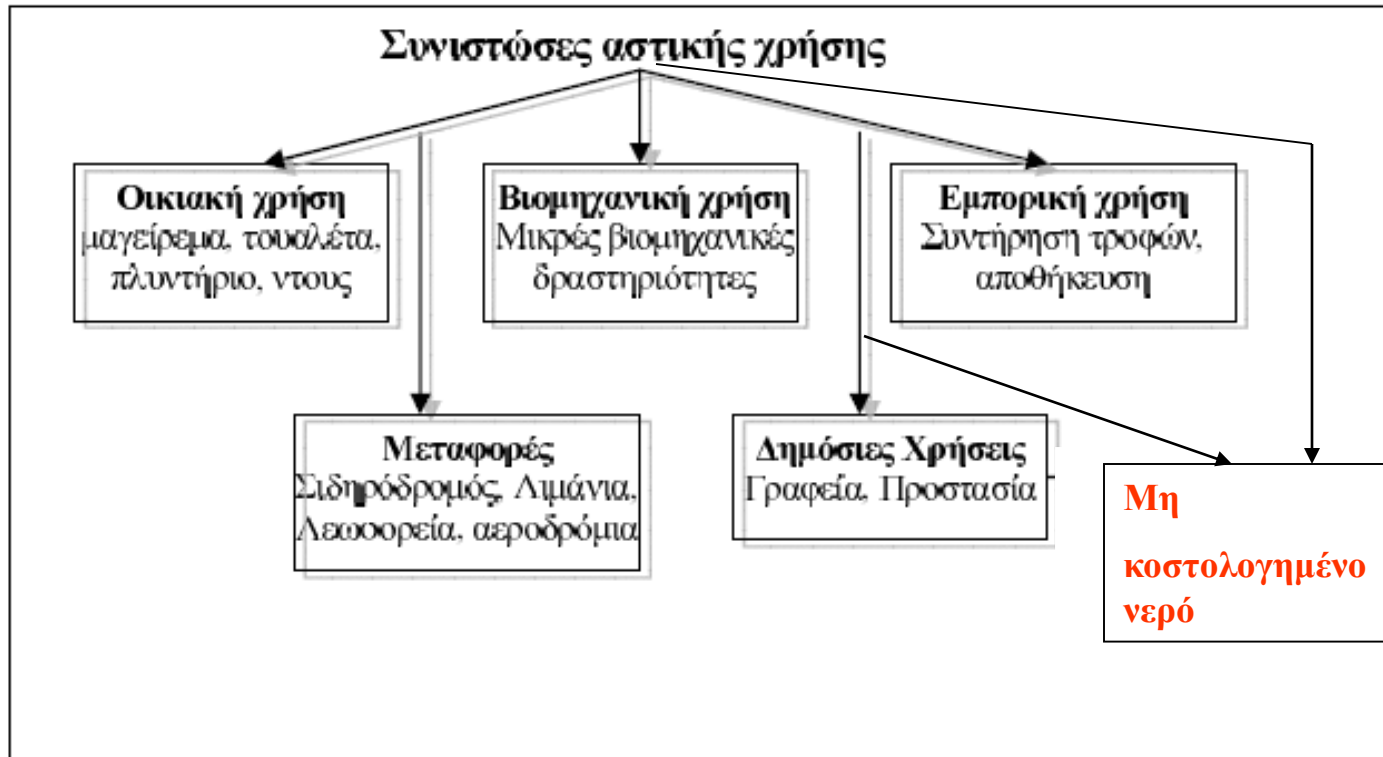 Συνιστώσες αστικής χρήσης
Οικιακή χρήση
μαγείρεμα, τουαλέτα,
πλυντήριο, ντους
Βιομηχανική χρήση
Μικρές βιομηχανικές
δραστηριότητες
Εμπορική χρήση
Συντήρηση τροφών,
αποθήκευση
Μεταφορές
Σιδηρόδρομός, Λιμάνια,
Λεωφορεία, αεροδρόμια
Δημόσιες Χρήσεις
Γραφεία, Προστασία
Μη
κοστολογημένο
νερό